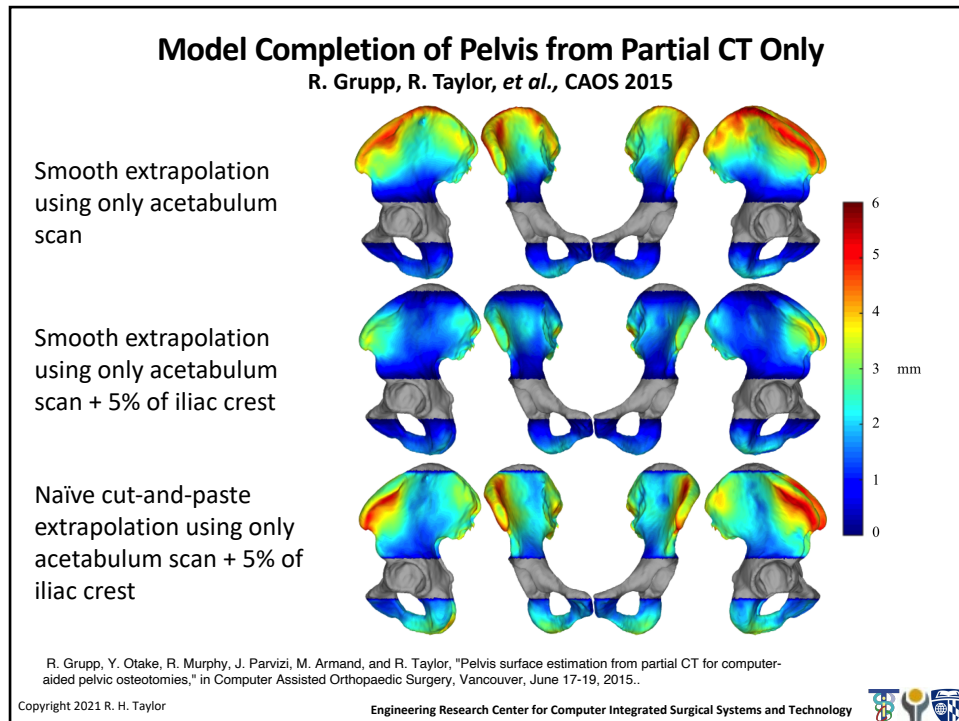 Model Completion of Pelvis from Partial CT Only
R. Grupp, R. Taylor, et al., CAOS 2015
Smooth extrapolation
using only acetabulum
scan
Smooth extrapolation
using only acetabulum
scan + 5% of iliac crest
Naïve cut-and-paste
extrapolation using only
acetabulum scan + 5% of
iliac crest
6
5
4
3 mm
2
1
0
R. Grupp, Y. Otake, R. Murphy, J. Parvizi, M. Armand, and R. Taylor, "Pelvis surface estimation from partial CT for computer-
aided pelvic osteotomies," in Computer Assisted Orthopaedic Surgery, Vancouver, June 17-19, 2015..
Copyright 2021 R. H. Taylor
Engineering Research Center for Computer Integrated Surgical Systems and Technology